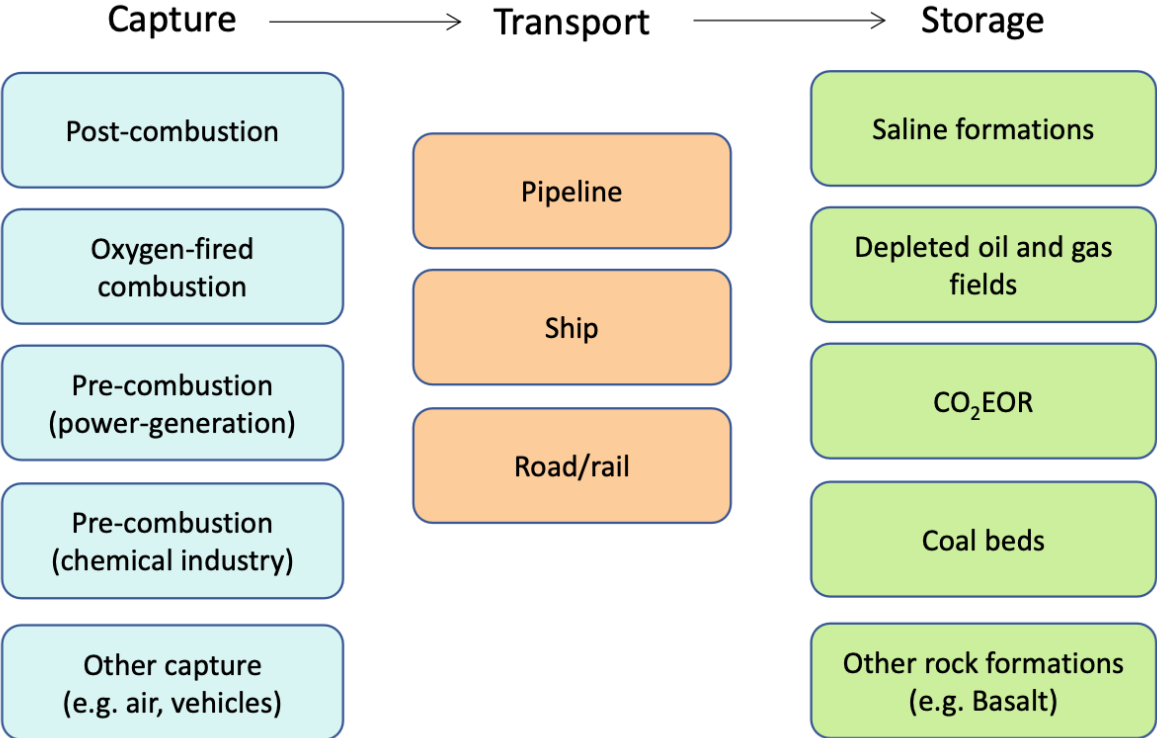 Capture
Transport
Storage
Post-combustion
Oxygen-fired
combustion
Pre-combustion
(power-generation)
Pre-combustion
(chemical industry)
Other capture
(e.g. air, vehicles)
Pipeline
Ship
Road/rail
Saline formations
Depleted oil and gas
fields
CO₂EOR
Coal beds
Other rock formations
(e.g. Basalt)